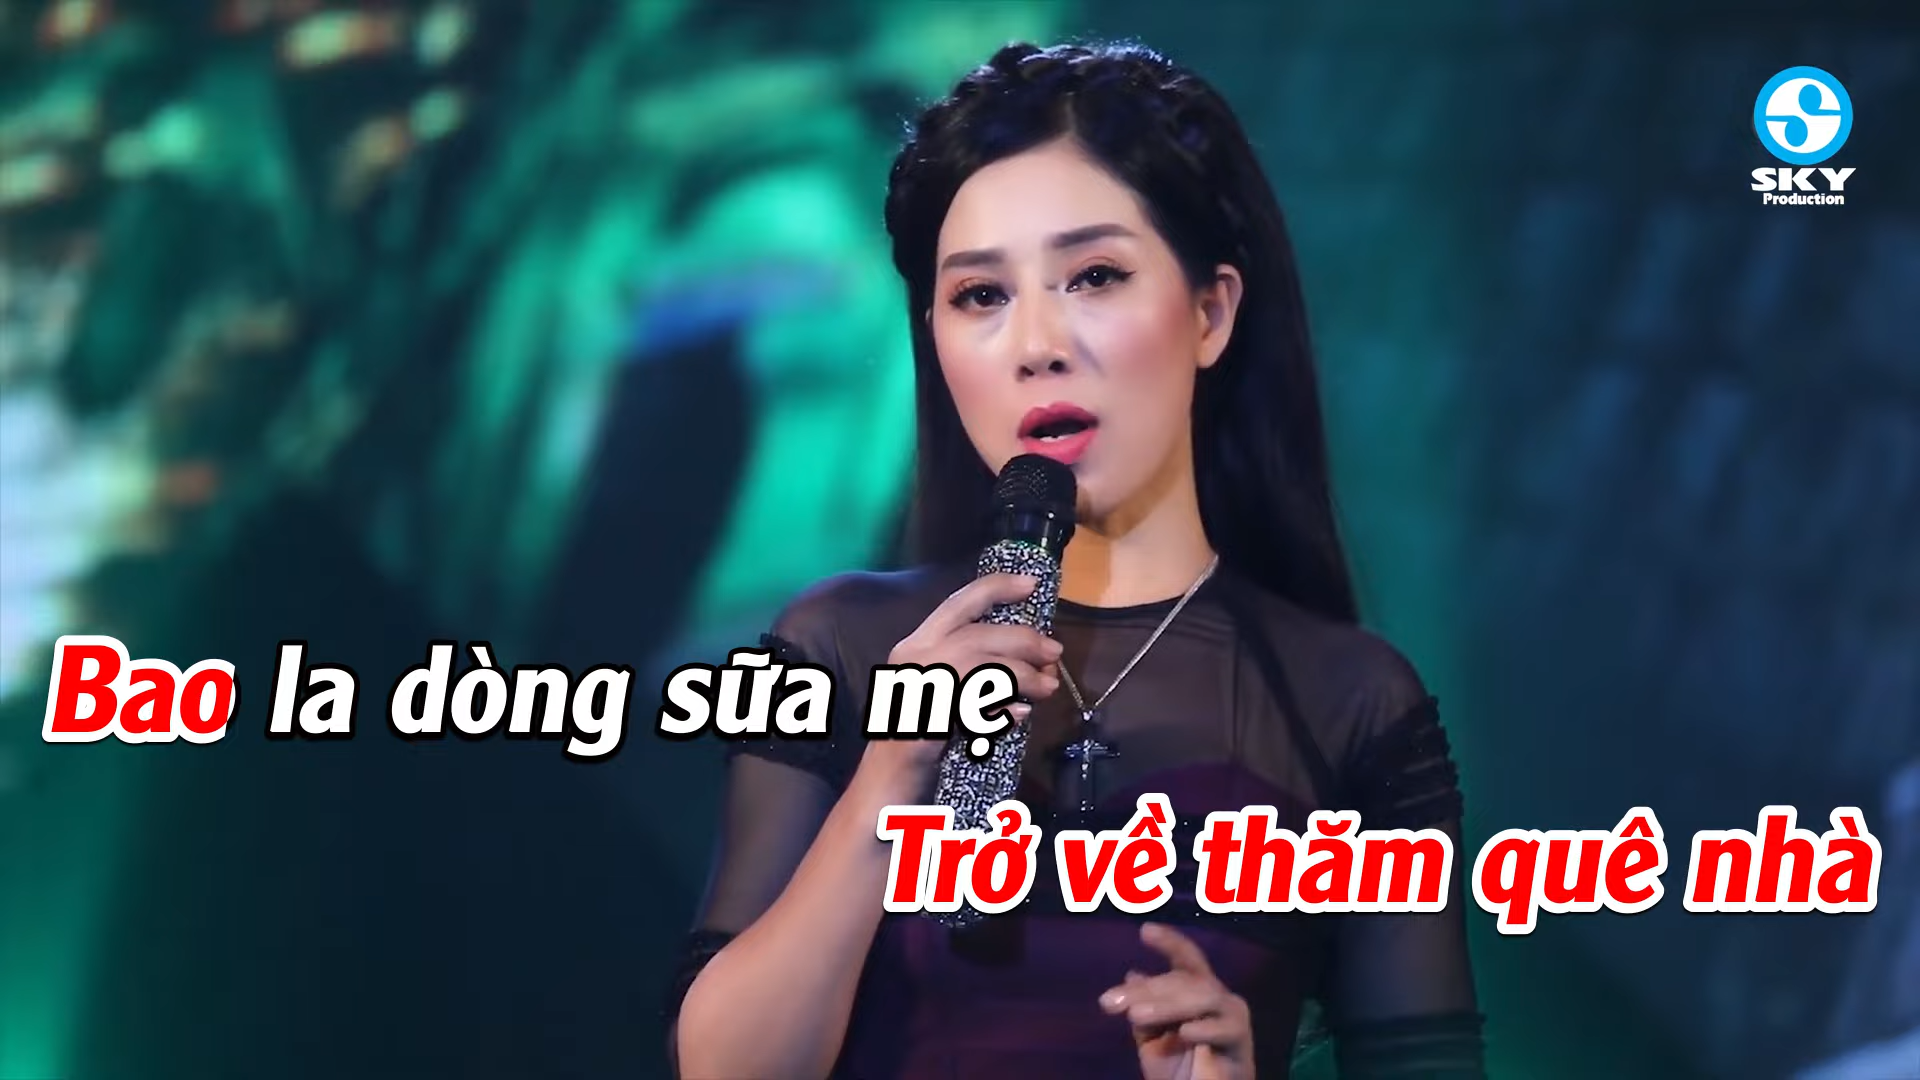 SKY
Production
Bao la dòng sữa mẹ
Trở về thăm quê nhà